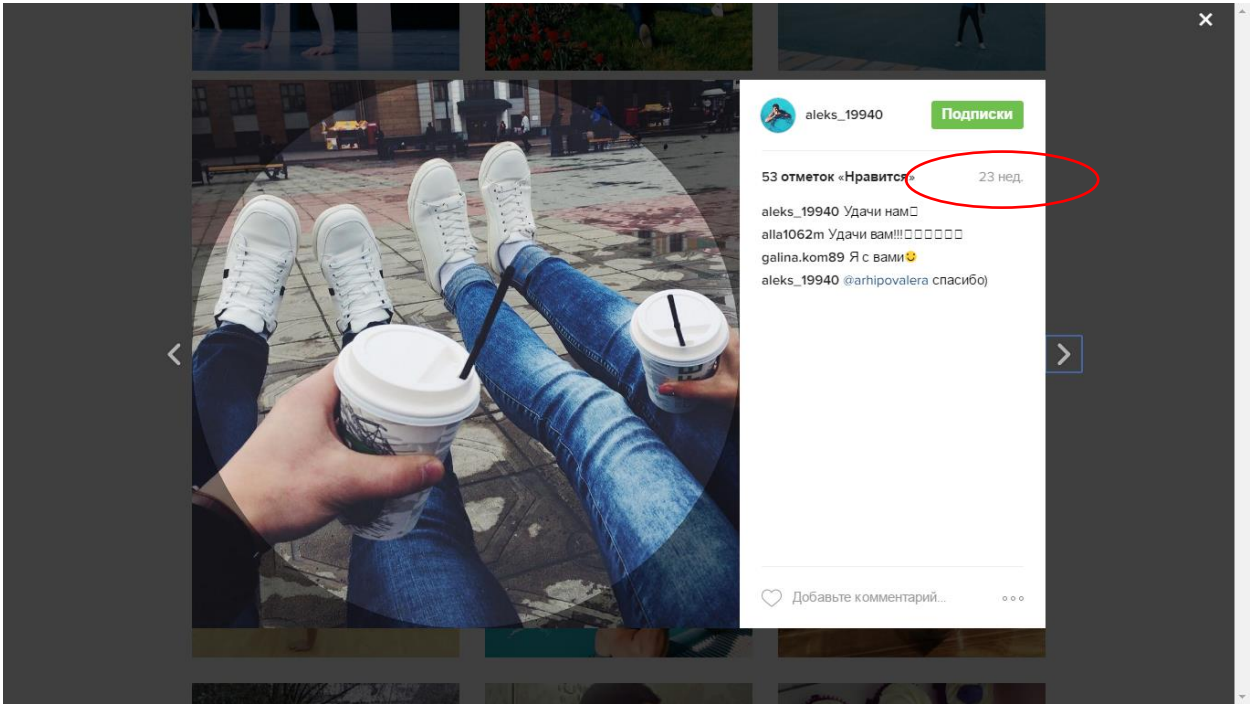 aleks_19940 Подписки
53 отметок «Нравится» 23 нед.
aleks_19940 Удачи нам
alla1062m Удачи вам!!!
galina.kom89 Я с вами
aleks_19940 @arhipovalera спасибо)
Добавьте комментарий...